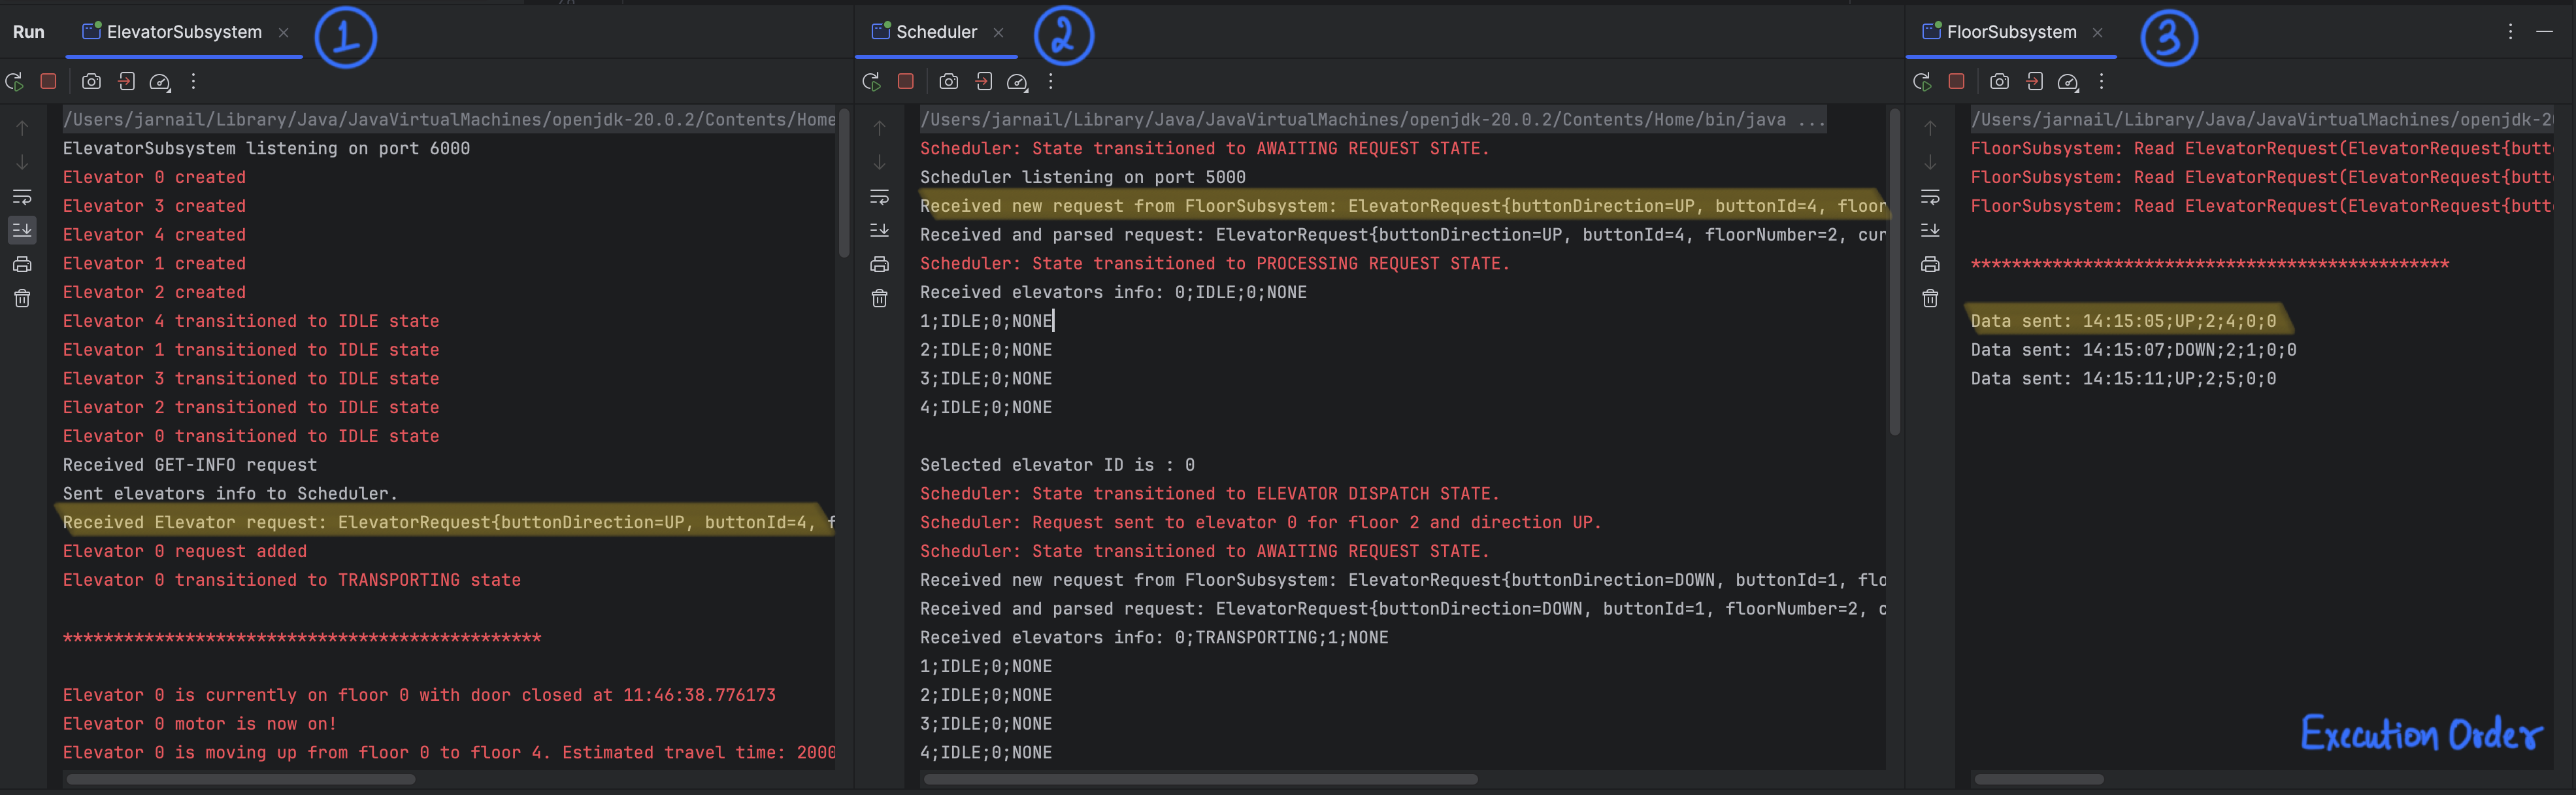 Run
ElevatorSubsystem
1
/Users/jarnail/Library/Java/JavaVirtualMachines/openjdk-20.0.2/Contents/Home
ElevatorSubsystem listening on port 6000
Elevator 0 created
Elevator 3 created
Elevator 4 created
Elevator 1 created
Elevator 2 created
Elevator 4 transitioned to IDLE state
Elevator 1 transitioned to IDLE state
Elevator 3 transitioned to IDLE state
Elevator 2 transitioned to IDLE state
Elevator 0 transitioned to IDLE state
Received GET-INFO request
Sent elevators info to Scheduler.
Received Elevator request: ElevatorRequest{buttonDirection=UP, buttonId=4, f
Elevator 0 request added
Elevator 0 transitioned to TRANSPORTING state
***********************************************
Elevator 0 is currently on floor 0 with door closed at 11:46:38.776173
Elevator 0 motor is now on!
Elevator 0 is moving up from floor 0 to floor 4. Estimated travel time: 2000
Scheduler
2
/Users/jarnail/Library/Java/JavaVirtualMachines/openjdk-20.0.2/Contents/Home/bin/java ...
Scheduler: State transitioned to AWAITING REQUEST STATE.
Scheduler listening on port 5000
Received new request from FloorSubsystem: ElevatorRequest{buttonDirection=UP, buttonId=4, floor
Received and parsed request: ElevatorRequest{buttonDirection=UP, buttonId=4, floorNumber=2, cur
Scheduler: State transitioned to PROCESSING REQUEST STATE.
Received elevators info: 0;IDLE;0;NONE
1;IDLE;0;NONE
2;IDLE;0;NONE
3;IDLE;0;NONE
4;IDLE;0;NONE
Selected elevator ID is : 0
Scheduler: State transitioned to ELEVATOR DISPATCH STATE.
Scheduler: Request sent to elevator 0 for floor 2 and direction UP.
Scheduler: State transitioned to AWAITING REQUEST STATE.
Received new request from FloorSubsystem: ElevatorRequest{buttonDirection=DOWN, buttonId=1, flo
Received and parsed request: ElevatorRequest{buttonDirection=DOWN, buttonId=1, floorNumber=2, c
Received elevators info: 0;TRANSPORTING;1;NONE
1;IDLE;0;NONE
2;IDLE;0;NONE
3;IDLE;0;NONE
4;IDLE;0;NONE
FloorSubsystem
3
/Users/jarnail/Library/Java/JavaVirtualMachines/openjdk-20
FloorSubsystem: Read ElevatorRequest(ElevatorRequest{butt
FloorSubsystem: Read ElevatorRequest(ElevatorRequest{butt
FloorSubsystem: Read ElevatorRequest(ElevatorRequest{butt
***********************************************
Data sent: 14:15:05;UP;2;4;0;0
Data sent: 14:15:07;DOWN;2;1;0;0
Data sent: 14:15:11;UP;2;5;0;0
Execution Order